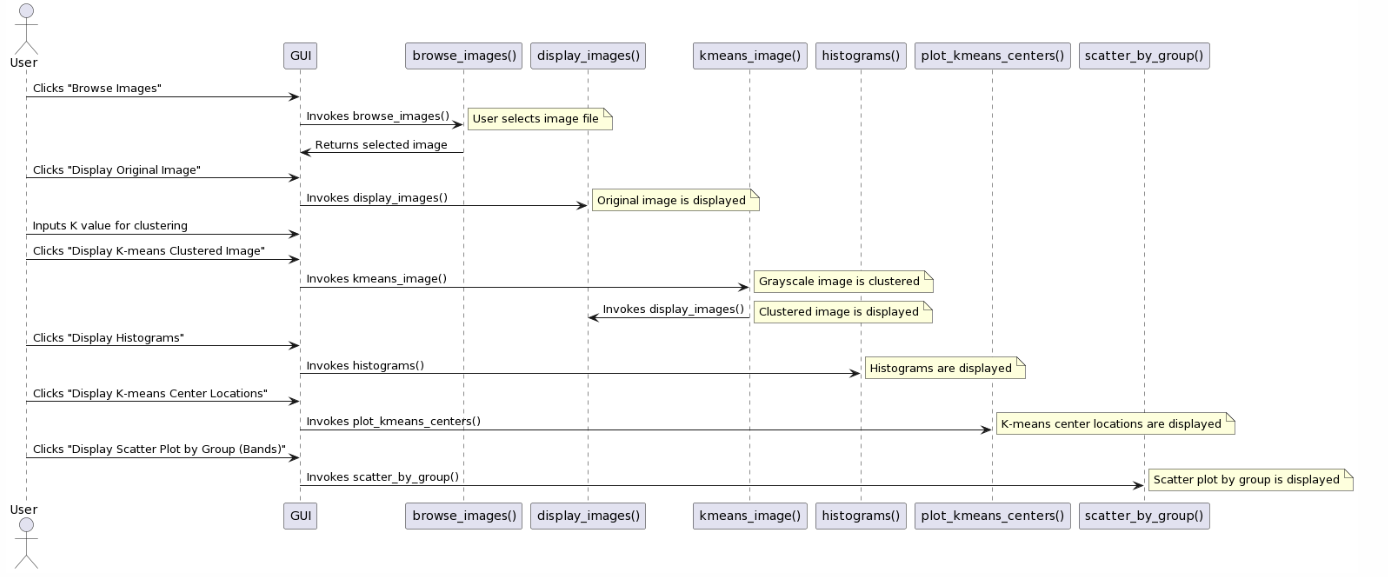 User
GUI
browse_images()
display_images()
kmeans_image()
histograms()
plot_kmeans_centers()
scatter_by_group()
Clicks "Browse Images"
Invokes browse_images()
User selects image file
Returns selected image
Clicks "Display Original Image"
Invokes display_images()
Original image is displayed
Inputs K value for clustering
Clicks "Display K-means Clustered Image"
Invokes kmeans_image()
Grayscale image is clustered
Invokes display_images()
Clustered image is displayed
Clicks "Display Histograms"
Invokes histograms()
Histograms are displayed
Clicks "Display K-means Center Locations"
Invokes plot_kmeans_centers()
K-means center locations are displayed
Clicks "Display Scatter Plot by Group (Bands)"
Invokes scatter_by_group()
Scatter plot by group is displayed
User
GUI
browse_images()
display_images()
kmeans_image()
histograms()
plot_kmeans_centers()
scatter_by_group()